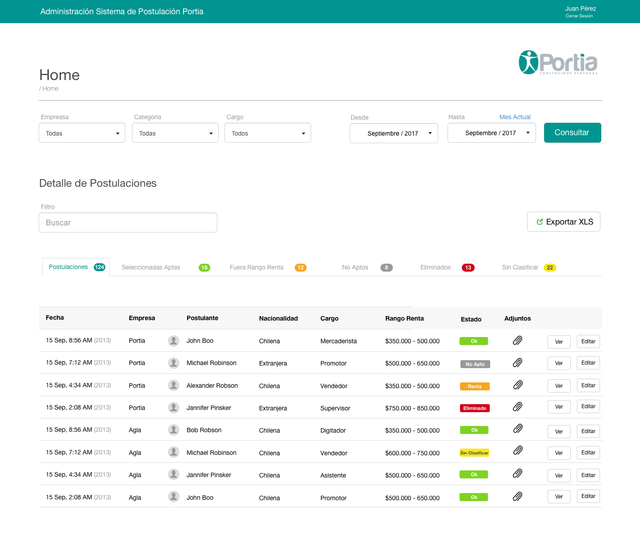 Administración Sistema de Postulación Portia
Juan Pérez
Cerrar Sesión
Portia
CONSTRUIMOS PERSONAS
Home
/ Home
Empreasa Categoria Cargo Desde Hasta Mes Actual
Todas Todas Todos Septiembre / 2017 Septiembre / 2017 Consultar
Detalle de Postulaciones
Filtro
Buscar Exportar XLS
Postulaciones 124 Seleccionadas Aptas 18 Fuera Rango Renta 12 No Aptos 8 Eliminados 13 Sin Clasificar 22
Fecha Empresa Postulante Nacionalidad Cargo Rango Renta Estado Adjuntos
15 Sep, 8:56 AM (2013) Portia John Boo Chilena Mercaderista $350.000 - 500.000 Ok Ver Editar
15 Sep, 7:12 AM (2013) Portia Michael Robinson Extranjera Promotor $500.000 - 650.000 No Apto Ver Editar
15 Sep, 4:34 AM (2013) Portia Alexander Robson Chilena Vendedor $350.000 - 500.000 Renta Ver Editar
15 Sep, 2:08 AM (2013) Portia Jannifer Pinsker Extranjera Supervisor $750.000 - 850.000 Eliminado Ver Editar
15 Sep, 8:56 AM (2013) Agla Bob Robson Chilena Digitador $350.000 - 500.000 Ok Ver Editar
15 Sep, 7:12 AM (2013) Agla Michael Robinson Chilena Vendedor $600.000 - 750.000 Sin Clasificar Ver Editar
15 Sep, 4:34 AM (2013) Agla Jannifer Pinsker Chilena Asistente $500.000 - 650.000 Ok Ver Editar
15 Sep, 2:08 AM (2013) Agla John Boo Chilena Promotor $500.000 - 650.000 Ok Ver Editar